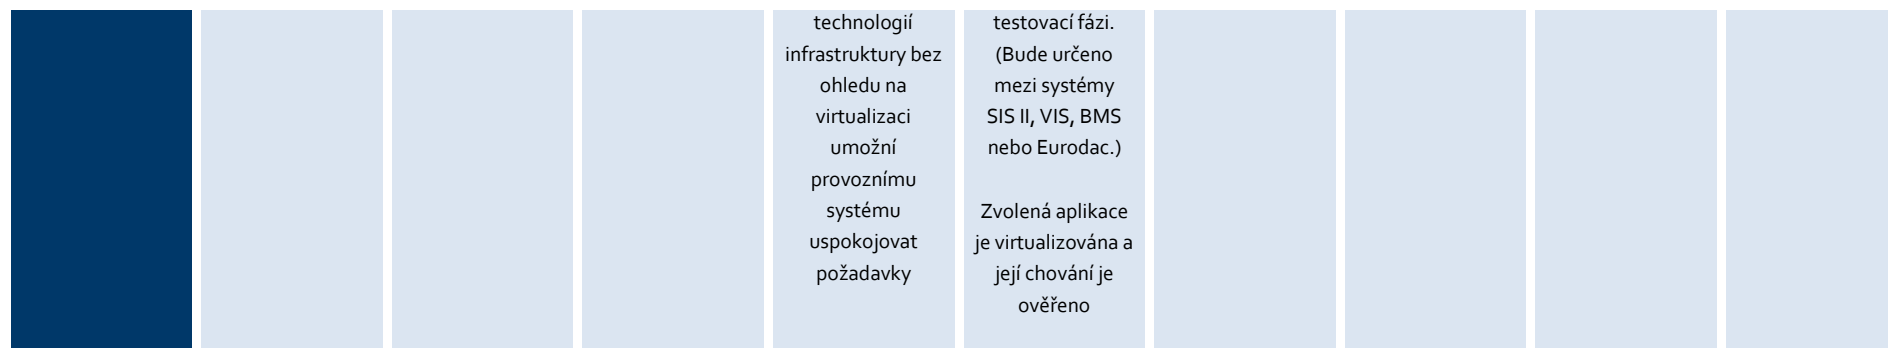 technologií
infrastruktury bez
ohledu na
virtualizaci
umožní
provoznímu
systému
uspokojovat
požadavky
testovací fázi.
(Bude určeno
mezi systémy
SIS II, VIS, BMS
nebo Eurodac.)
Zvolená aplikace
je virtualizována a
její chování je
ověřeno